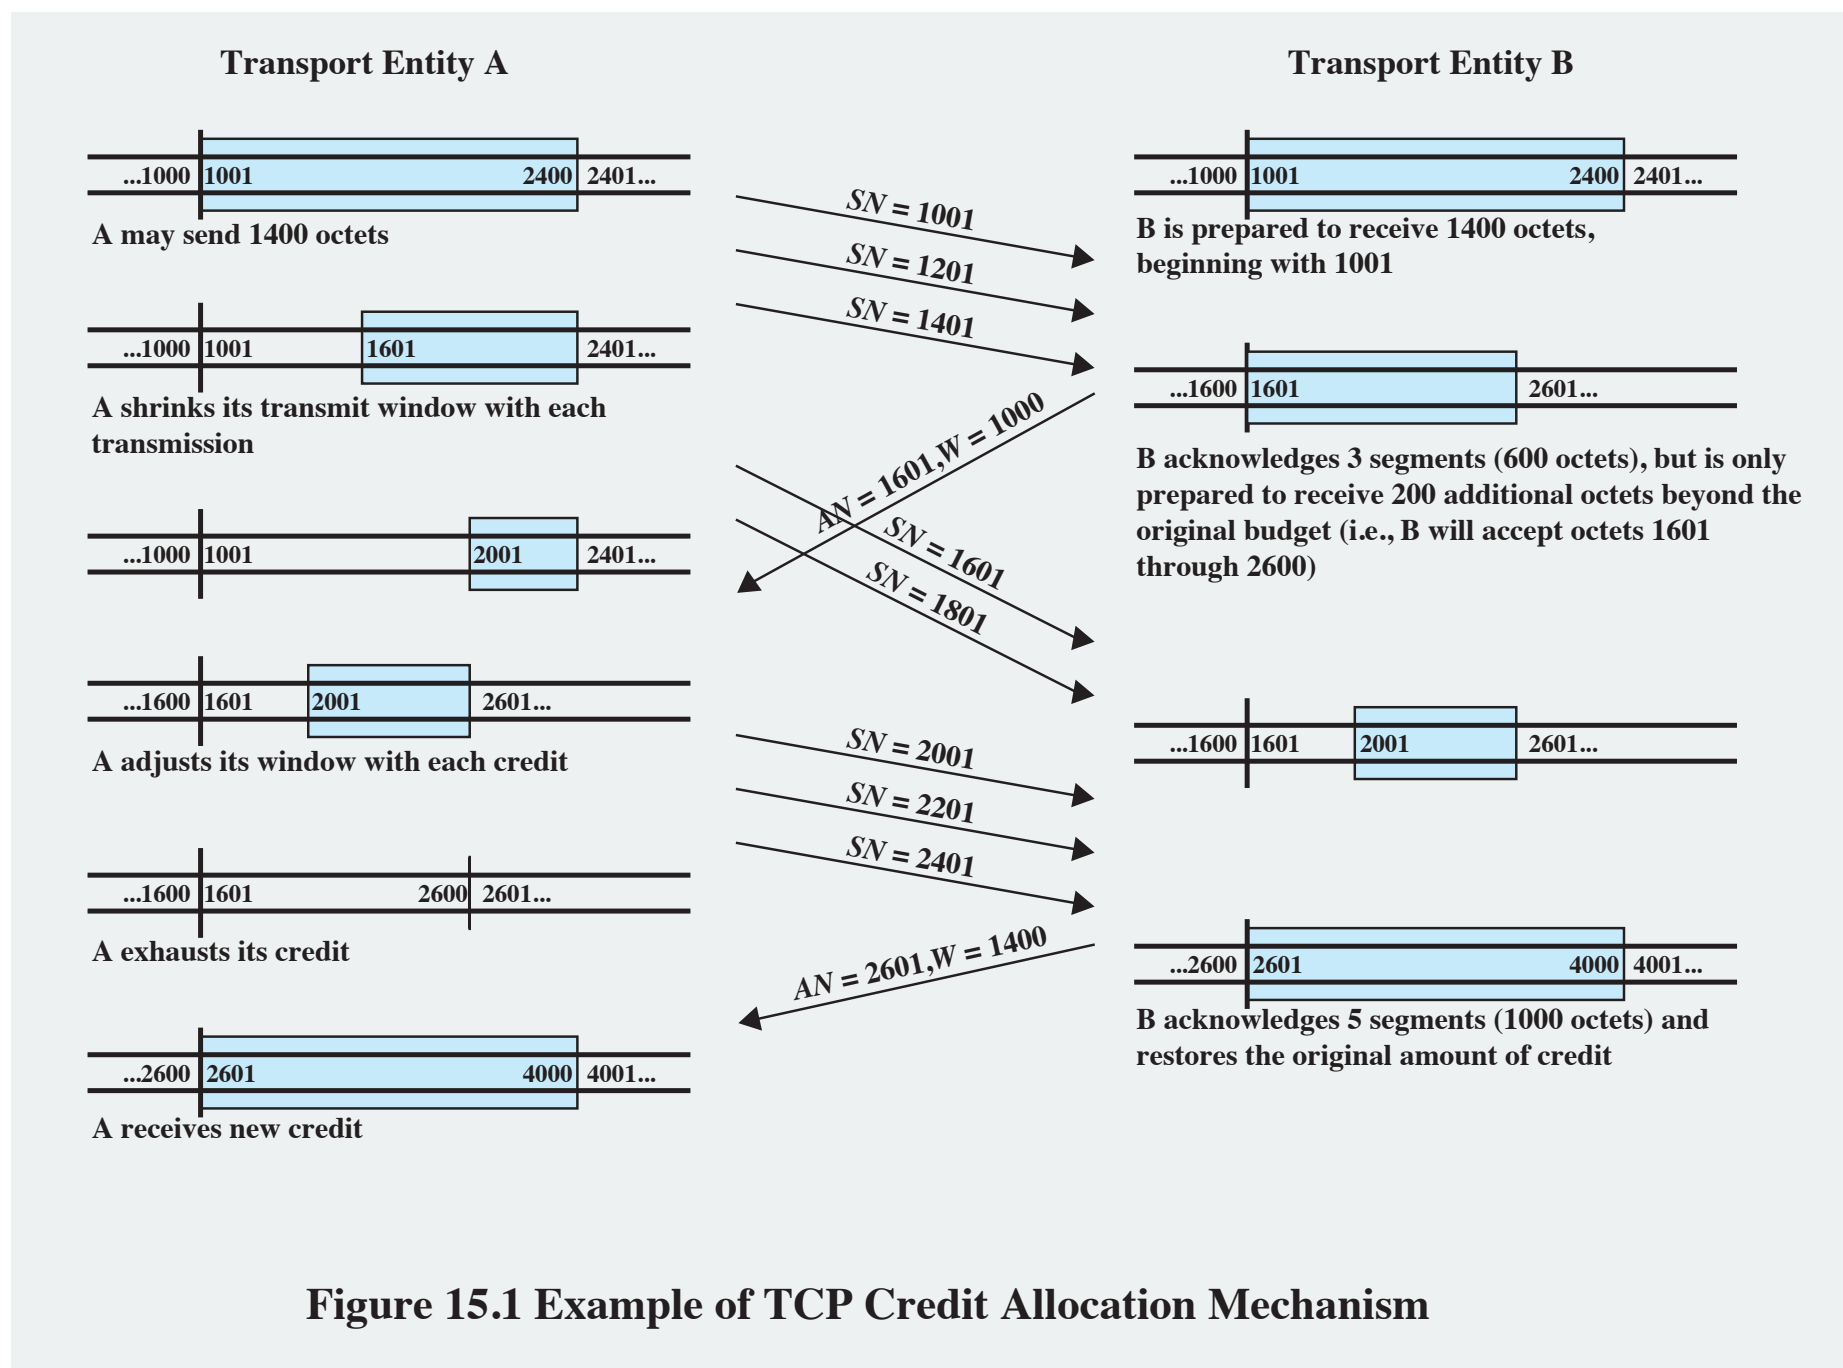 Transport Entity A
Transport Entity B
...1000 1001 2400 2401...
A may send 1400 octets
...1000 1001 2400 2401...
B is prepared to receive 1400 octets,
beginning with 1001
SN = 1001
SN = 1201
SN = 1401
...1000 1001 1601 2401...
A shrinks its transmit window with each
transmission
...1600 1601 2601...
B acknowledges 3 segments (600 octets), but is only
prepared to receive 200 additional octets beyond the
original budget (i.e., B will accept octets 1601
through 2600)
AN = 1601,W = 1000
SN = 1601
SN = 1801
...1000 1001 2001 2401...
...1600 1601 2001 2601...
A adjusts its window with each credit
...1600 1601 2001 2601...
SN = 2001
SN = 2201
SN = 2401
...1600 1601 2600 2601...
A exhausts its credit
AN = 2601,W = 1400
...2600 2601 4000 4001...
B acknowledges 5 segments (1000 octets) and
restores the original amount of credit
...2600 2601 4000 4001...
A receives new credit
Figure 15.1 Example of TCP Credit Allocation Mechanism